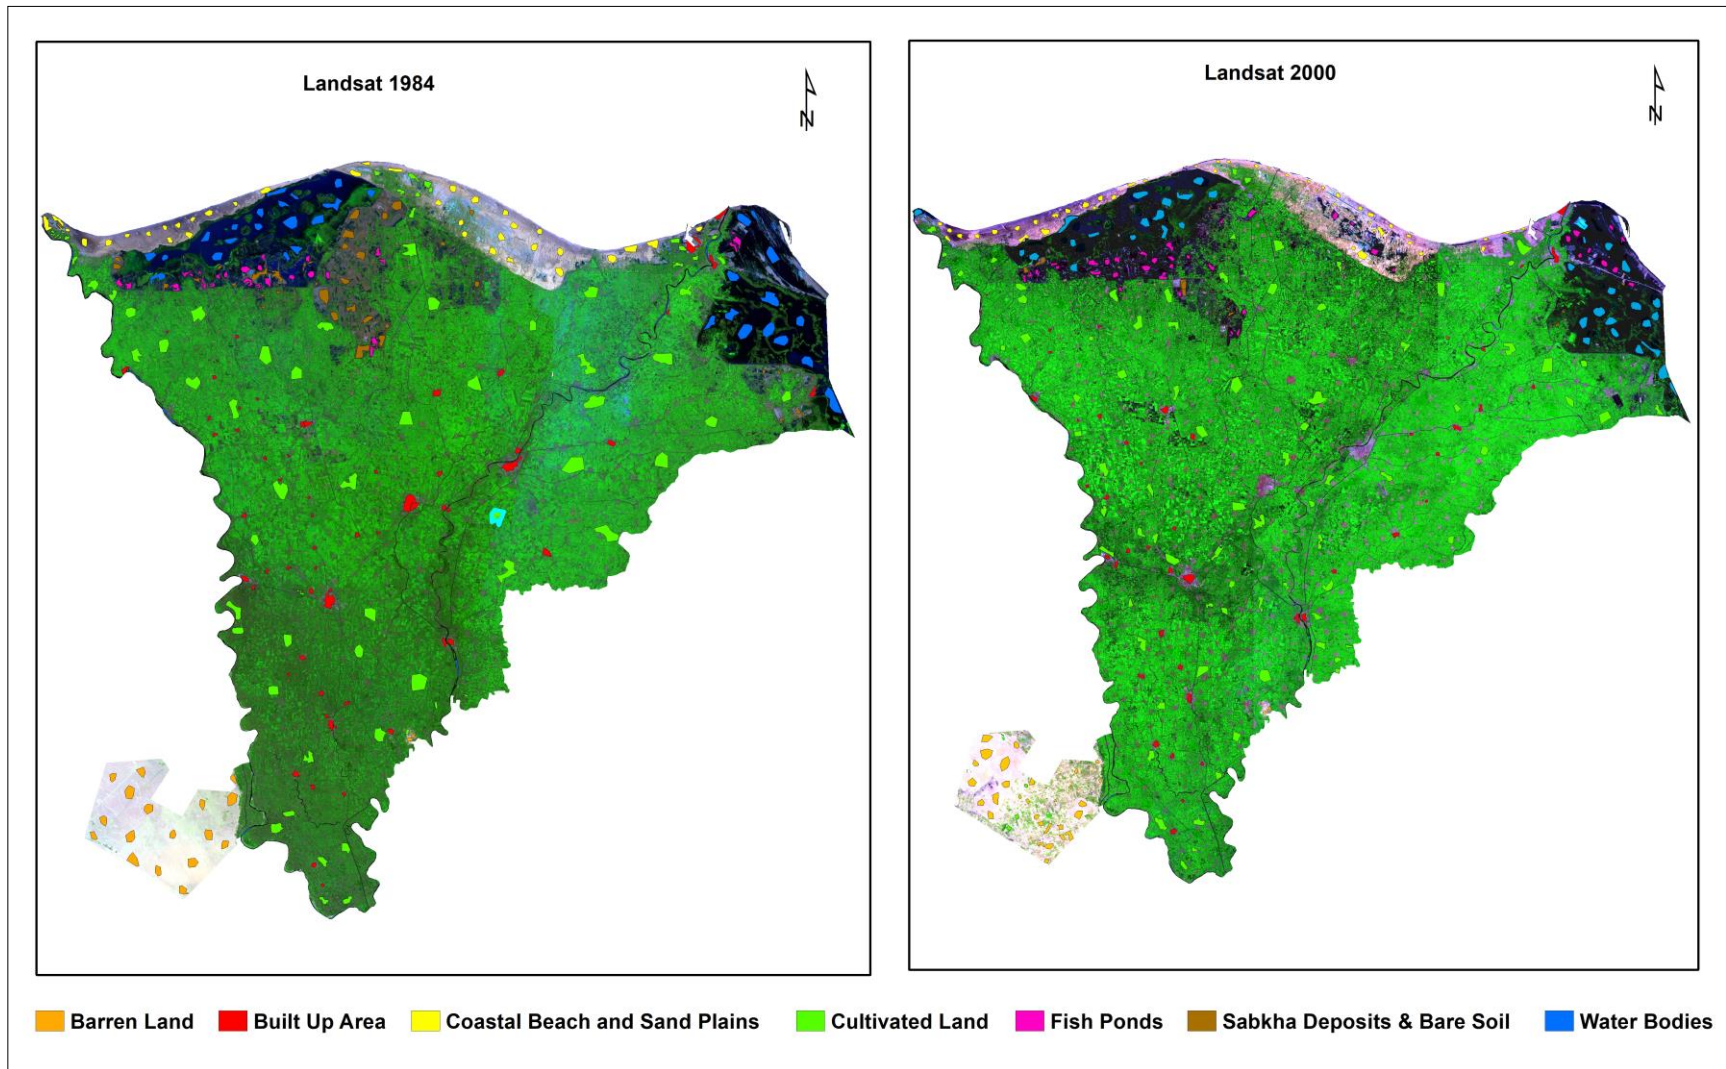 Landsat 1984
N
Landsat 2000
N
Barren Land
Built Up Area
Coastal Beach and Sand Plains
Cultivated Land
Fish Ponds
Sabkha Deposits & Bare Soil
Water Bodies